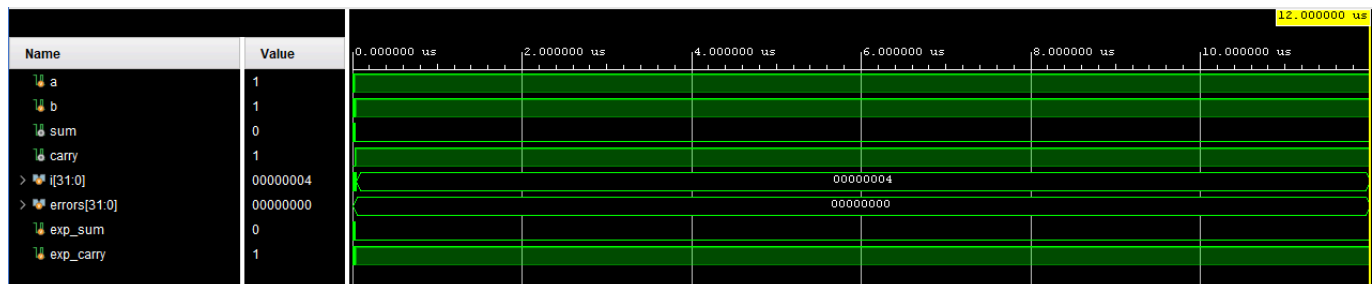 12.000000 us
Name Value 0.000000 us 2.000000 us 4.000000 us 6.000000 us 8.000000 us 10.000000 us
a 1
b 1
sum 0
carry 1
> i[31:0] 00000004 00000004
> errors[31:0] 00000000 00000000
exp_sum 0
exp_carry 1